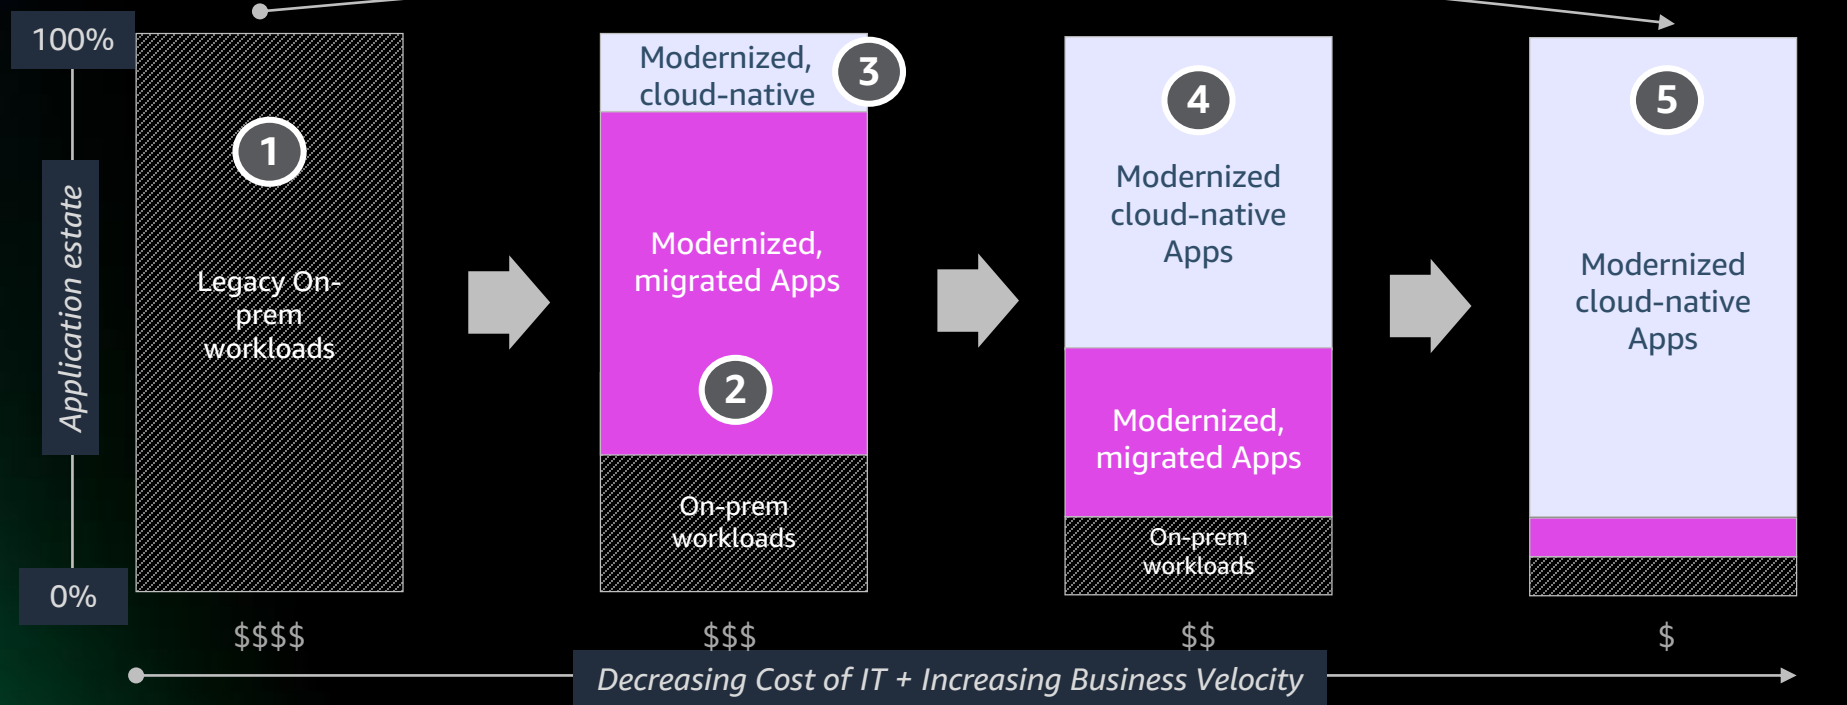 100%
Application estate
0%
1
Legacy On-
prem
workloads
$$$$
Modernized,
cloud-native
3
Modernized,
migrated Apps
2
On-prem
workloads
$$$
4
Modernized
cloud-native
Apps
Modernized,
migrated Apps
On-prem
workloads
$$
5
Modernized
cloud-native
Apps
$
Decreasing Cost of IT + Increasing Business Velocity